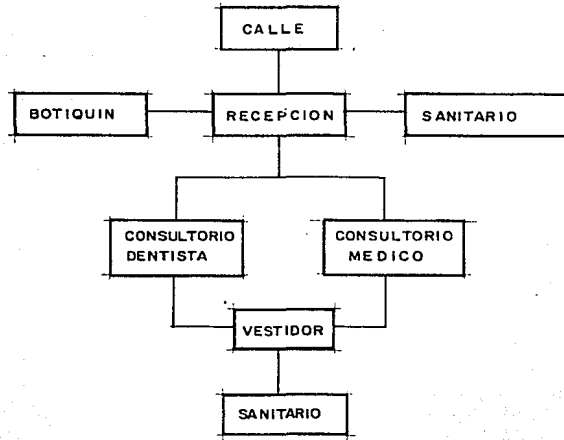 CALLE
BOTIQUIN
RECEPCION
SANITARIO
CONSULTORIO
DENTISTA
CONSULTORIO
MEDICO
VESTIDOR
SANITARIO